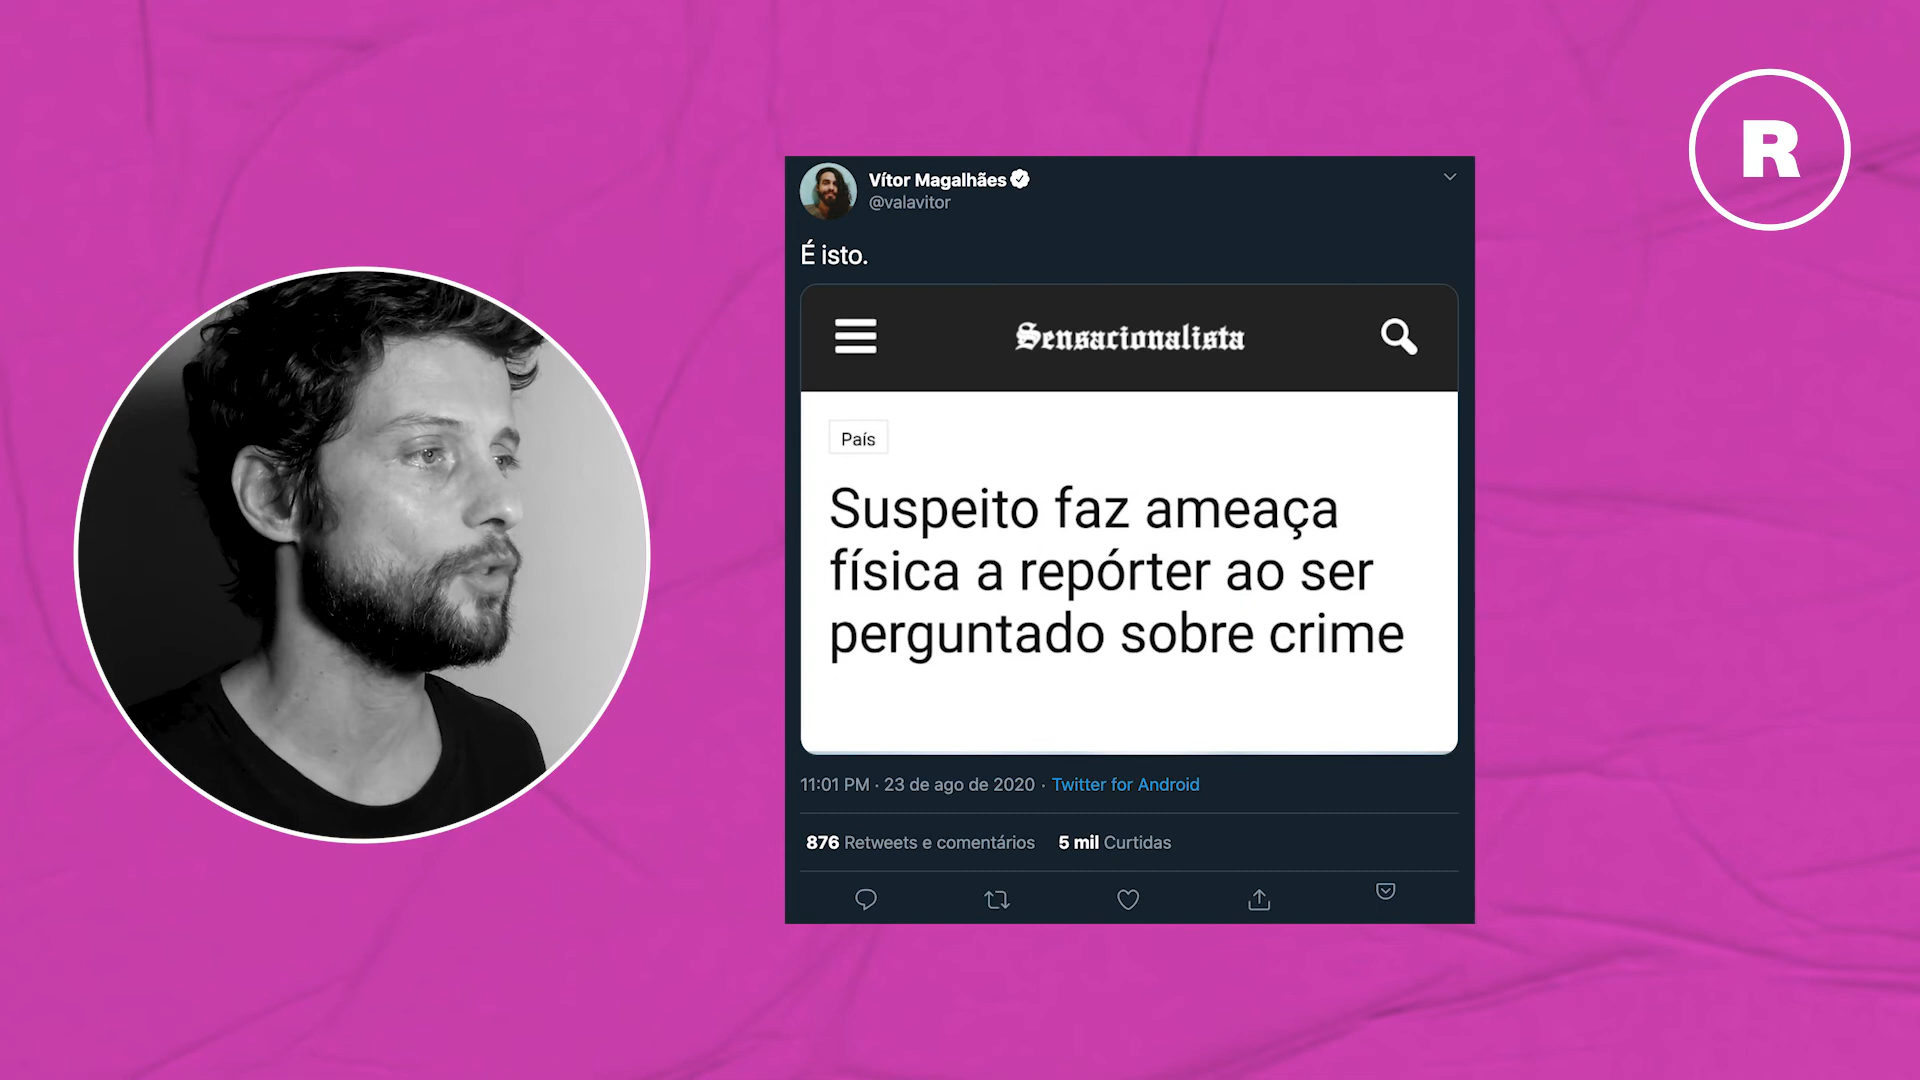 R
Vítor Magalhães
@valavitor
É isto.
Sensacionalista
País
Suspeito faz ameaça
física a repórter ao ser
perguntado sobre crime
11:01 PM · 23 de ago de 2020 · Twitter for Android
876 Retweets e comentários 5 mil Curtidas